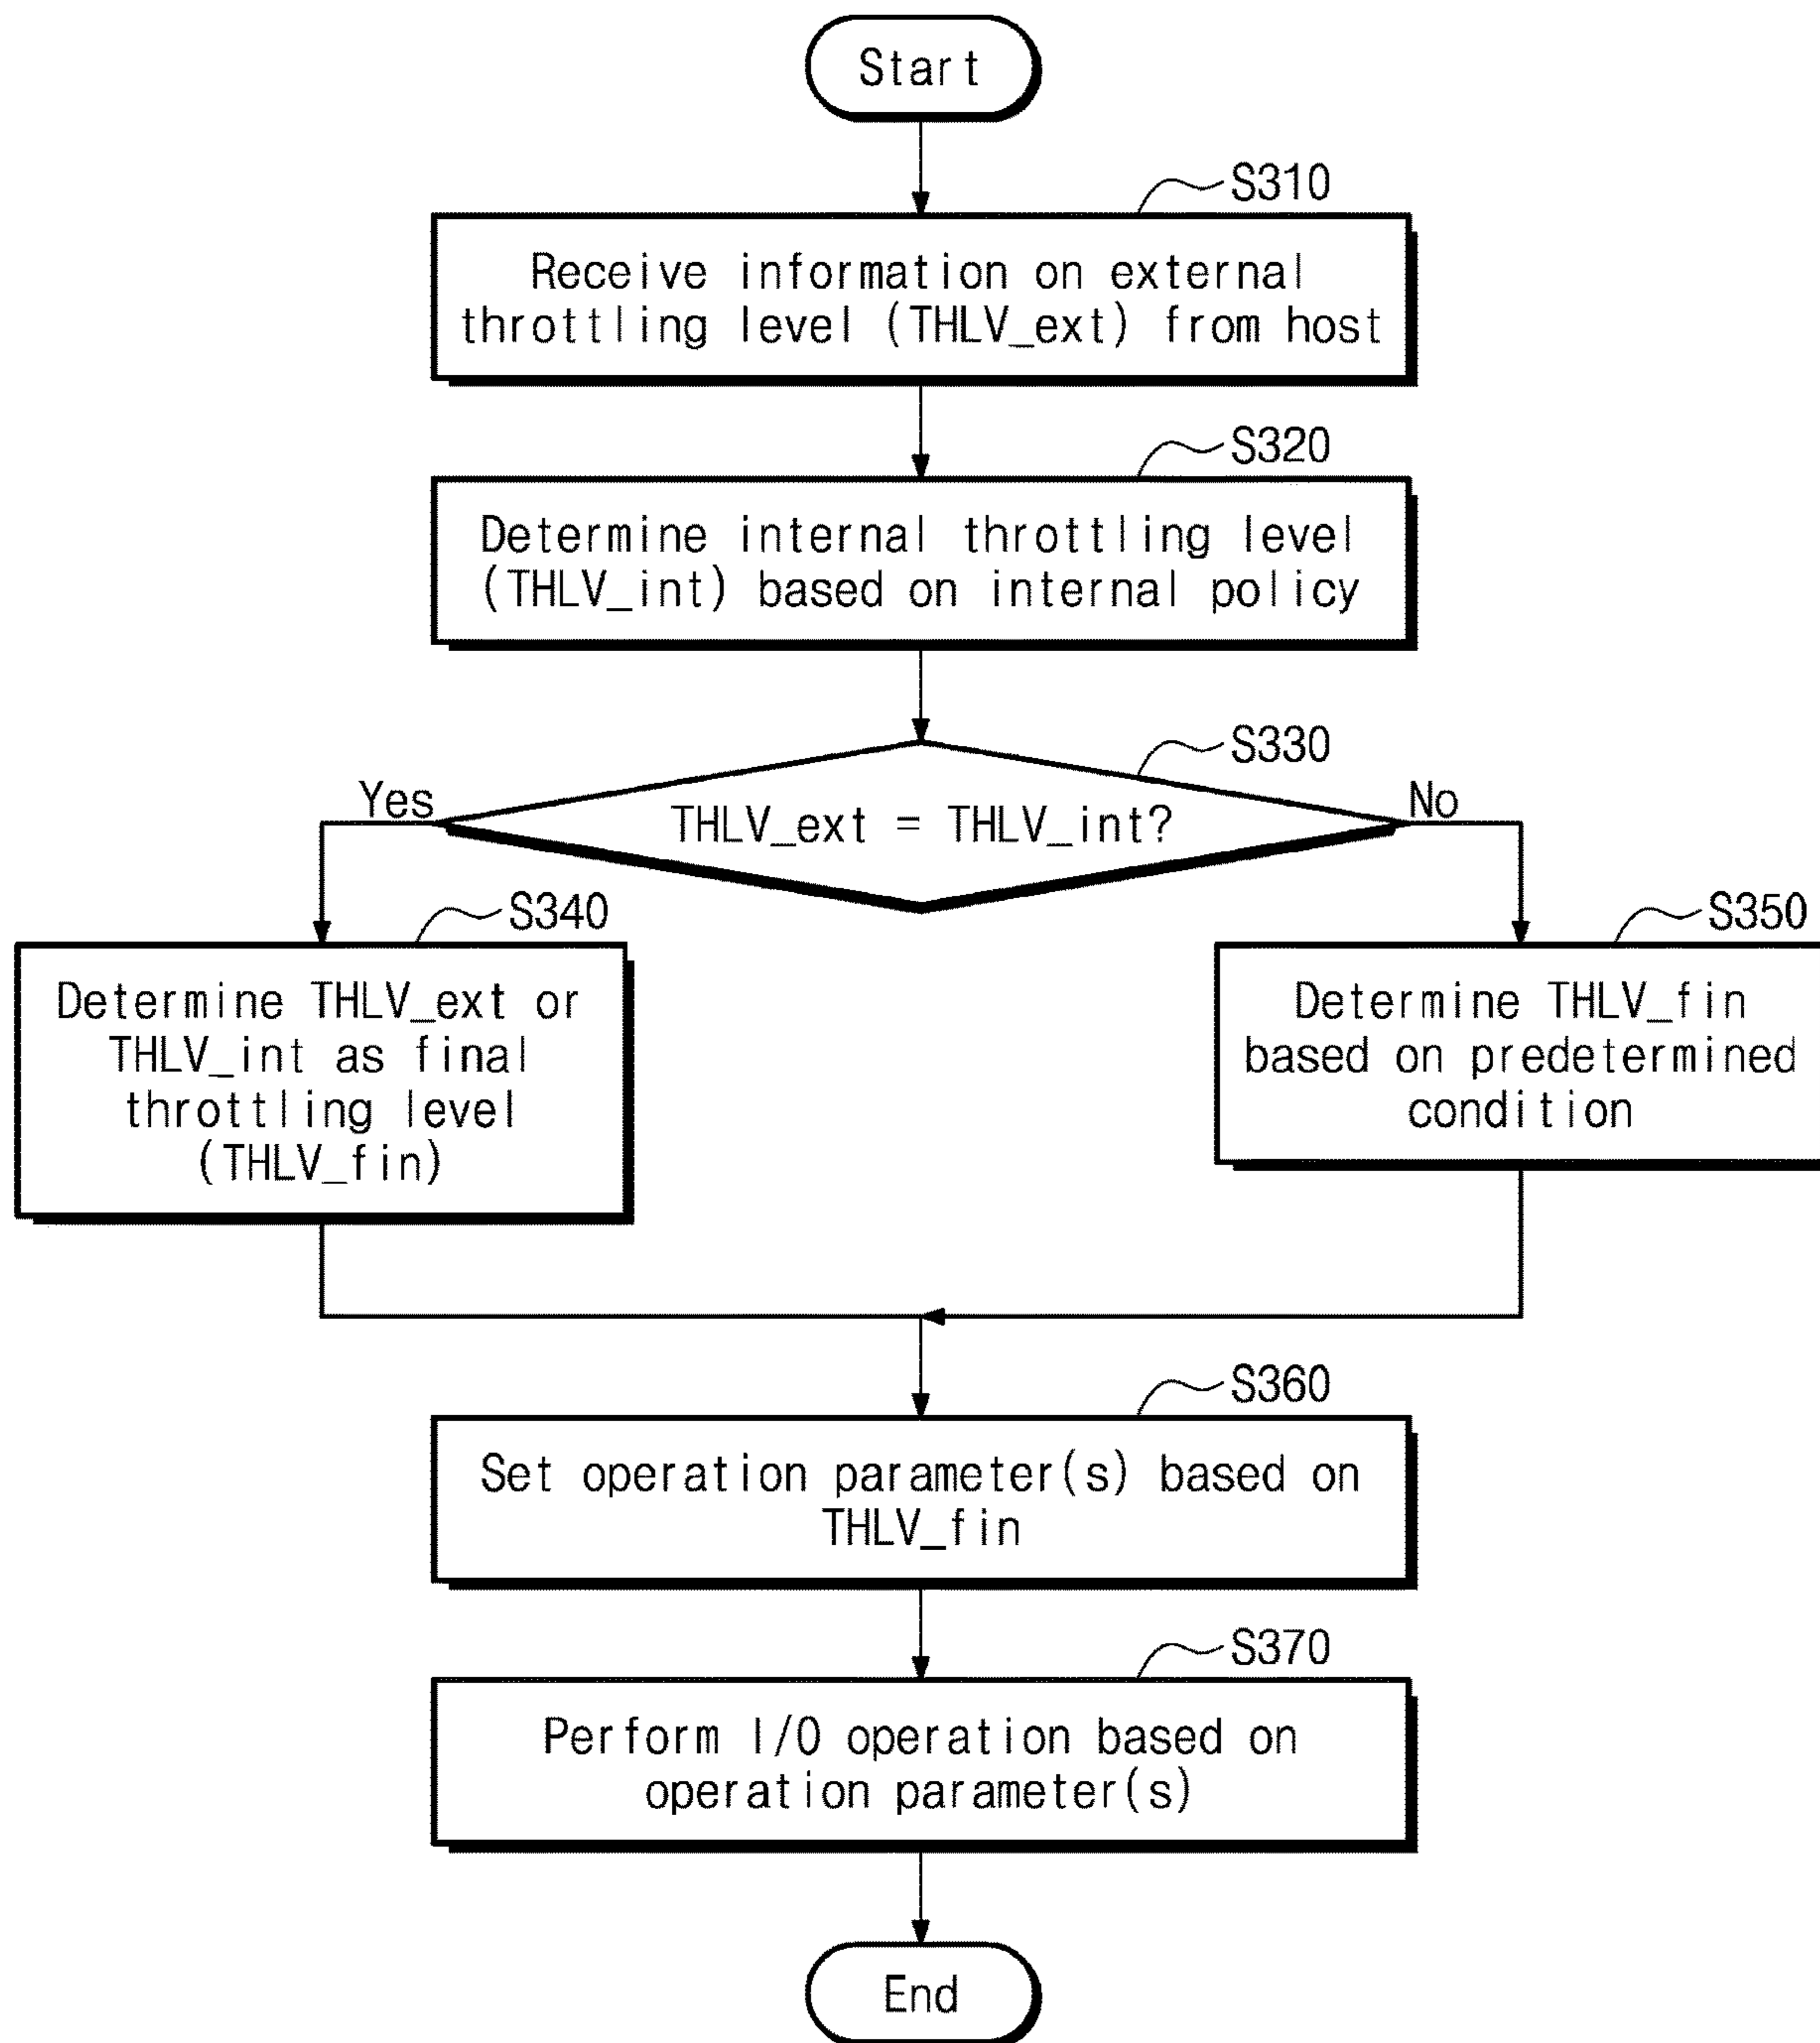 Start
S310
Receive information on external
throttling level (THLV_ext) from host
S320
Determine internal throttling level
(THLV_int) based on internal policy
S330
Yes
THLV_ext = THLV_int?
No
S340
Determine THLV_ext or
THLV_int as final
throttling level
(THLV_fin)
S350
Determine THLV_fin
based on predetermined
condition
S360
Set operation parameter(s) based on
THLV_fin
S370
Perform I/O operation based on
operation parameter(s)
End